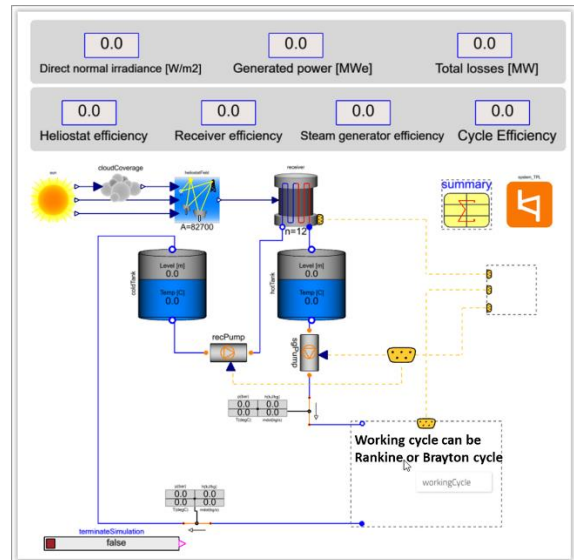 0.0 0.0 0.0
Direct normal irradiance [W/m2] Generated power [MWe] Total losses [MW]
0.0 0.0 0.0 0.0
Heliostat efficiency Receiver efficiency Steam generator efficiency Cycle Efficiency
sun cloudCoverage heliostatField receiver summary system_TPL
A=82700 n=12
coldTank Level [m] 0.0 Temp [C] 0.0
hotTank Level [m] 0.0 Temp [C] 0.0
recPump sgPump
p(bar) h(kJ/kg)
0.0 0.0
0.0 0.0
T(degC)
Working cycle can be
Rankine or Brayton cycle
workingCycle
p(bar) h(kJ/kg)
0.0 0.0
0.0 0.0
T(degC)
terminateSimulation
false